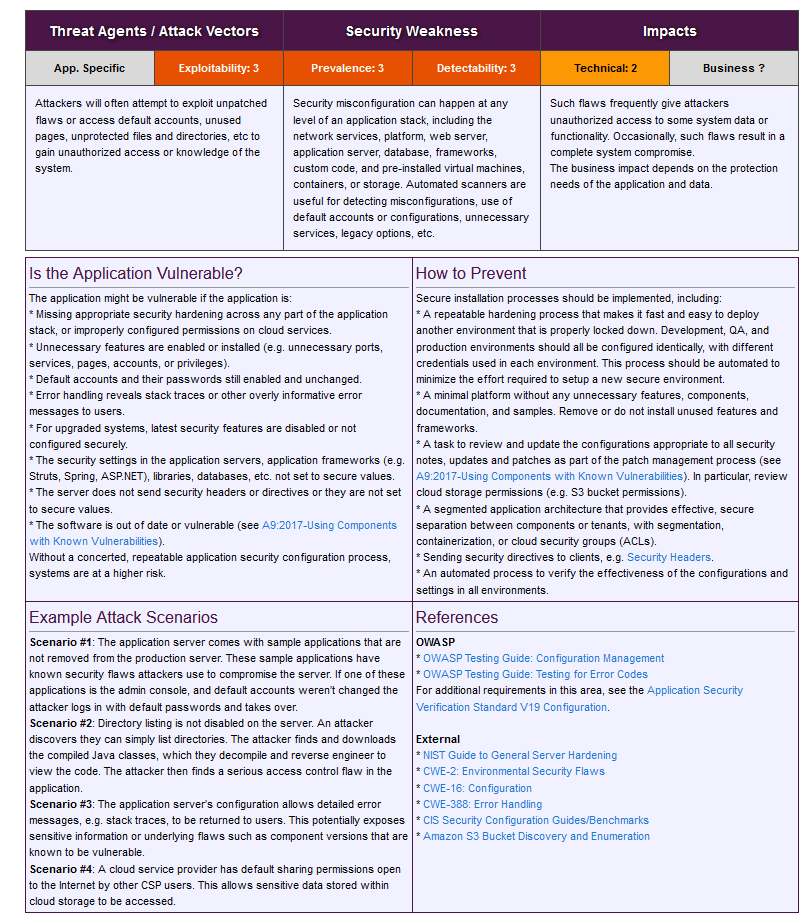 Threat Agents / Attack Vectors
Security Weakness
Impacts
App. Specific
Exploitability: 3
Prevalence: 3
Detectability: 3
Technical: 2
Business ?
Attackers will often attempt to exploit unpatched
flaws or access default accounts, unused
pages, unprotected files and directories, etc to
gain unauthorized access or knowledge of the
system.
Security misconfiguration can happen at any
level of an application stack, including the
network services, platform, web server,
application server, database, frameworks,
custom code, and pre-installed virtual machines,
containers, or storage. Automated scanners are
useful for detecting misconfigurations, use of
default accounts or configurations, unnecessary
services, legacy options, etc.
Such flaws frequently give attackers
unauthorized access to some system data or
functionality. Occasionally, such flaws result in a
complete system compromise.
The business impact depends on the protection
needs of the application and data.
Is the Application Vulnerable?
The application might be vulnerable if the application is:
* Missing appropriate security hardening across any part of the application
stack, or improperly configured permissions on cloud services.
* Unnecessary features are enabled or installed (e.g. unnecessary ports,
services, pages, accounts, or privileges).
* Default accounts and their passwords still enabled and unchanged.
* Error handling reveals stack traces or other overly informative error
messages to users.
* For upgraded systems, latest security features are disabled or not
configured securely.
* The security settings in the application servers, application frameworks (e.g.
Struts, Spring, ASP.NET), libraries, databases, etc. not set to secure values.
* The server does not send security headers or directives or they are not set
to secure values.
* The software is out of date or vulnerable (see A9:2017-Using Components
with Known Vulnerabilities).
Without a concerted, repeatable application security configuration process,
systems are at a higher risk.
How to Prevent
Secure installation processes should be implemented, including:
* A repeatable hardening process that makes it fast and easy to deploy
another environment that is properly locked down. Development, QA, and
production environments should all be configured identically, with different
credentials used in each environment. This process should be automated to
minimize the effort required to setup a new secure environment.
* A minimal platform without any unnecessary features, components,
documentation, and samples. Remove or do not install unused features and
frameworks.
* A task to review and update the configurations appropriate to all security
notes, updates and patches as part of the patch management process (see
A9:2017-Using Components with Known Vulnerabilities). In particular, review
cloud storage permissions (e.g. S3 bucket permissions).
* A segmented application architecture that provides effective, secure
separation between components or tenants, with segmentation,
containerization, or cloud security groups (ACLs).
* Sending security directives to clients, e.g. Security Headers.
* An automated process to verify the effectiveness of the configurations and
settings in all environments.
Example Attack Scenarios
Scenario #1: The application server comes with sample applications that are
not removed from the production server. These sample applications have
known security flaws attackers use to compromise the server. If one of these
applications is the admin console, and default accounts weren't changed the
attacker logs in with default passwords and takes over.
Scenario #2: Directory listing is not disabled on the server. An attacker
discovers they can simply list directories. The attacker finds and downloads
the compiled Java classes, which they decompile and reverse engineer to
view the code. The attacker then finds a serious access control flaw in the
application.
Scenario #3: The application server's configuration allows detailed error
messages, e.g. stack traces, to be returned to users. This potentially exposes
sensitive information or underlying flaws such as component versions that are
known to be vulnerable.
Scenario #4: A cloud service provider has default sharing permissions open
to the Internet by other CSP users. This allows sensitive data stored within
cloud storage to be accessed.
References
OWASP
* OWASP Testing Guide: Configuration Management
* OWASP Testing Guide: Testing for Error Codes
For additional requirements in this area, see the Application Security
Verification Standard V19 Configuration.
External
* NIST Guide to General Server Hardening
* CWE-2: Environmental Security Flaws
* CWE-16: Configuration
* CWE-388: Error Handling
* CIS Security Configuration Guides/Benchmarks
* Amazon S3 Bucket Discovery and Enumeration